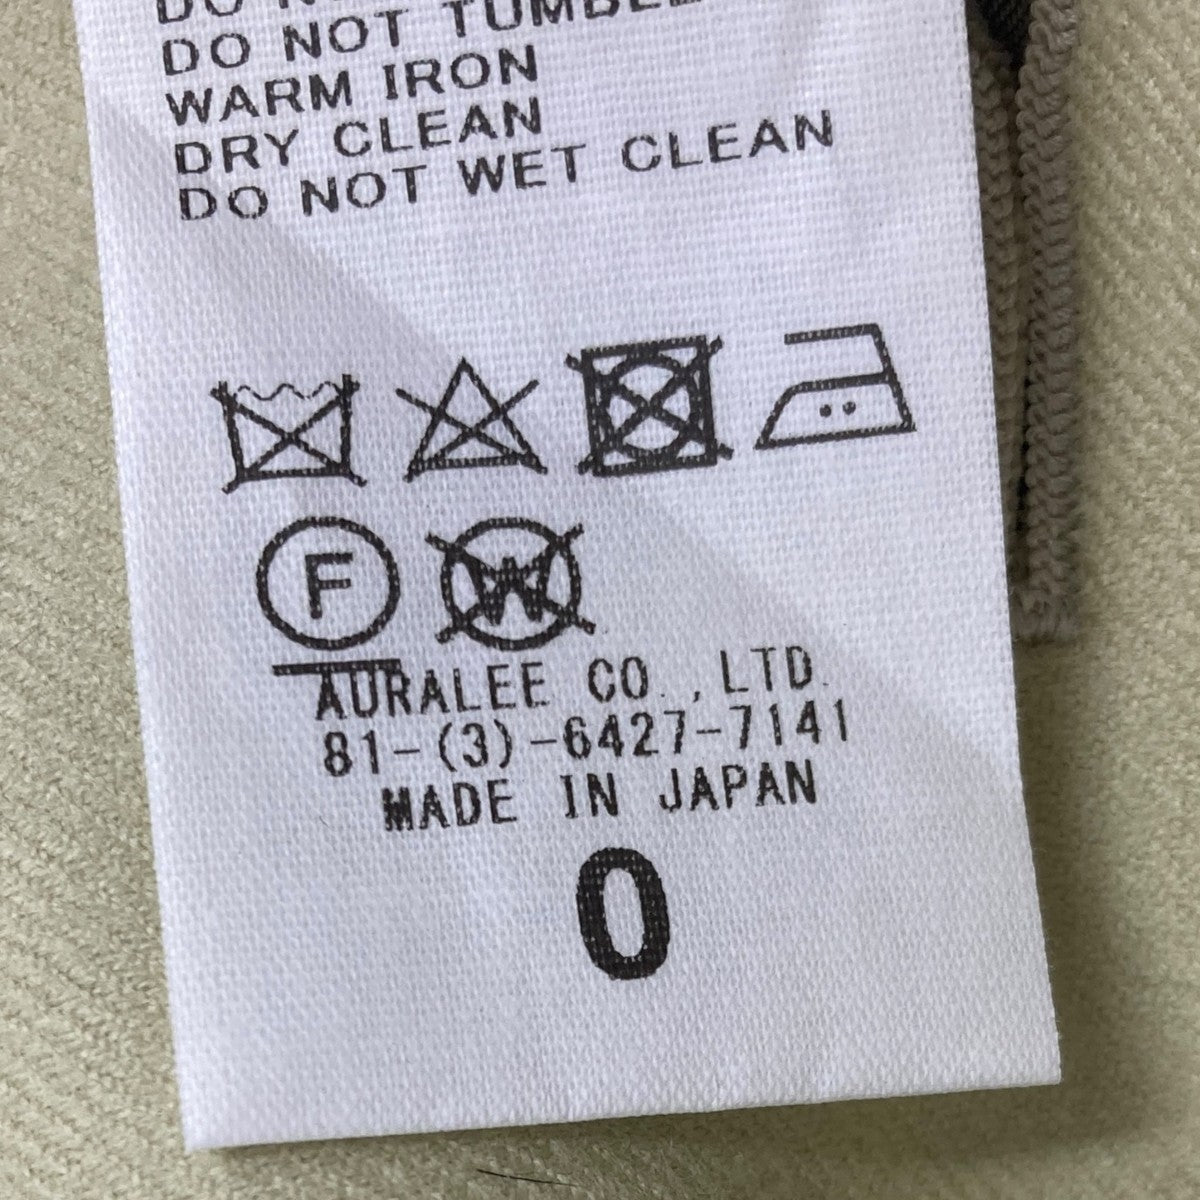 DO NOT TUMBLE
WARM IRON
DRY CLEAN
DO NOT WET CLEAN
F
W
AURALEE CO.,LTD.
81-(3)-6427-7141
MADE IN JAPAN
0